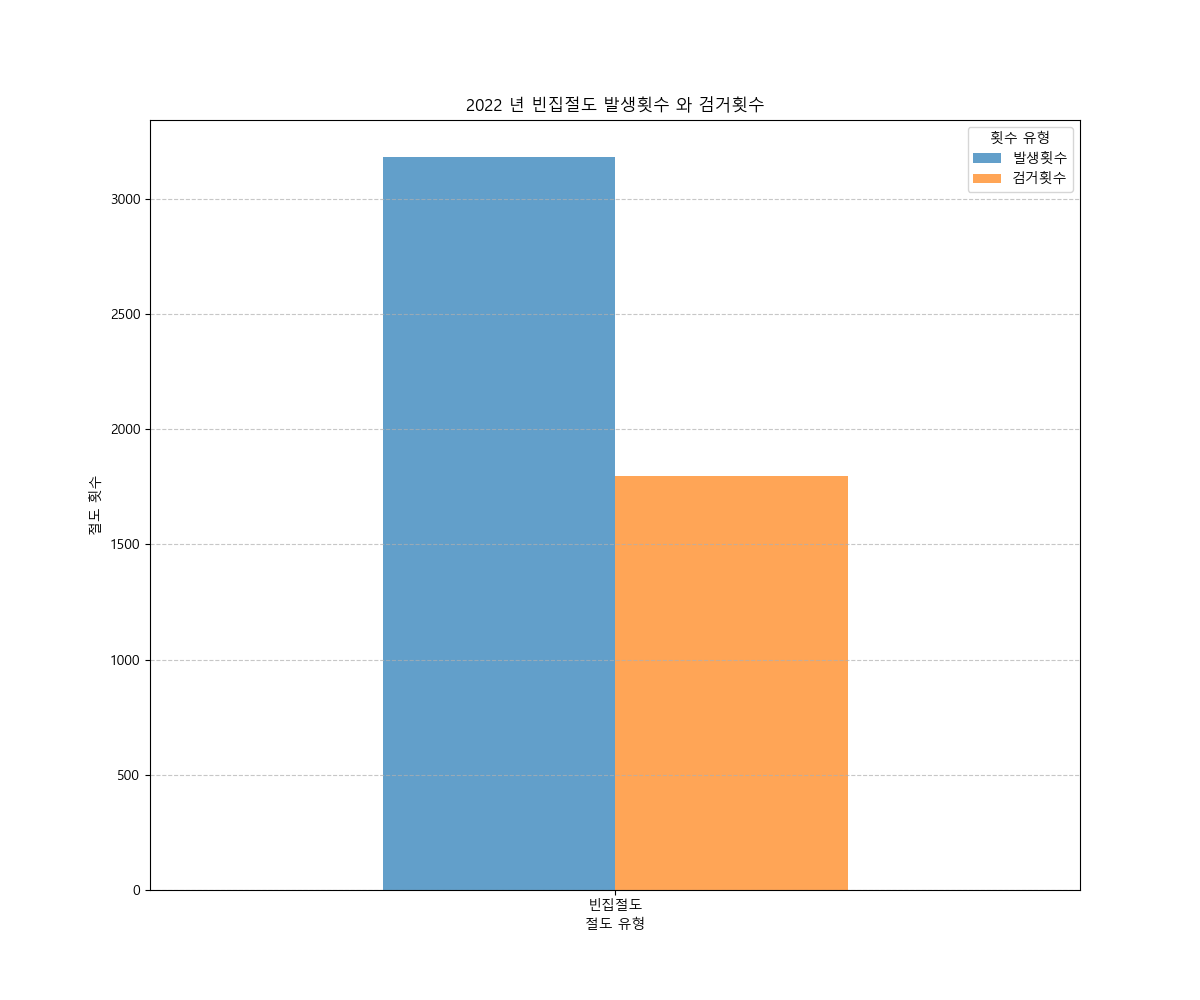 2022 년 빈집절도 발생횟수 와 검거횟수
횟수 유형
발생횟수
검거횟수
절도 횟수
3000
2500
2000
1500
1000
500
0
빈집절도
절도 유형